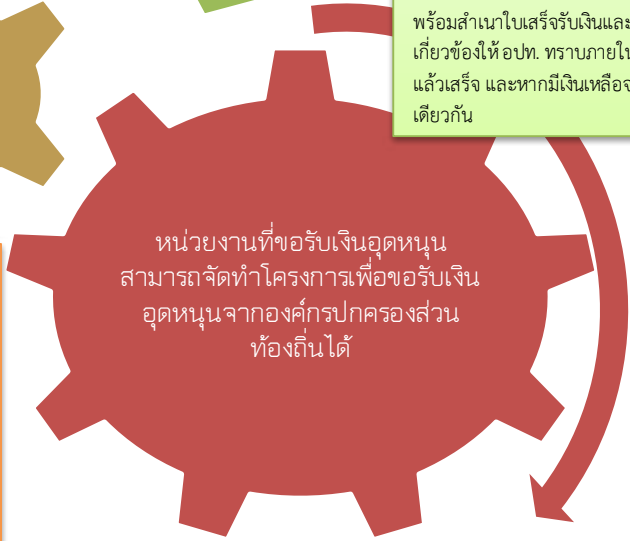 พร้อมสำเนาใบเสร็จรับเงินและ
เกี่ยวข้องให้ อปท. ทราบภายใน
แล้วเสร็จ และหากมีเงินเหลือจ
เดียวกัน
หน่วยงานที่ขอรับเงินอุดหนุน
สามารถจัดทำโครงการเพื่อขอรับเงิน
อุดหนุนจากองค์กรปกครองส่วน
ท้องถิ่นได้